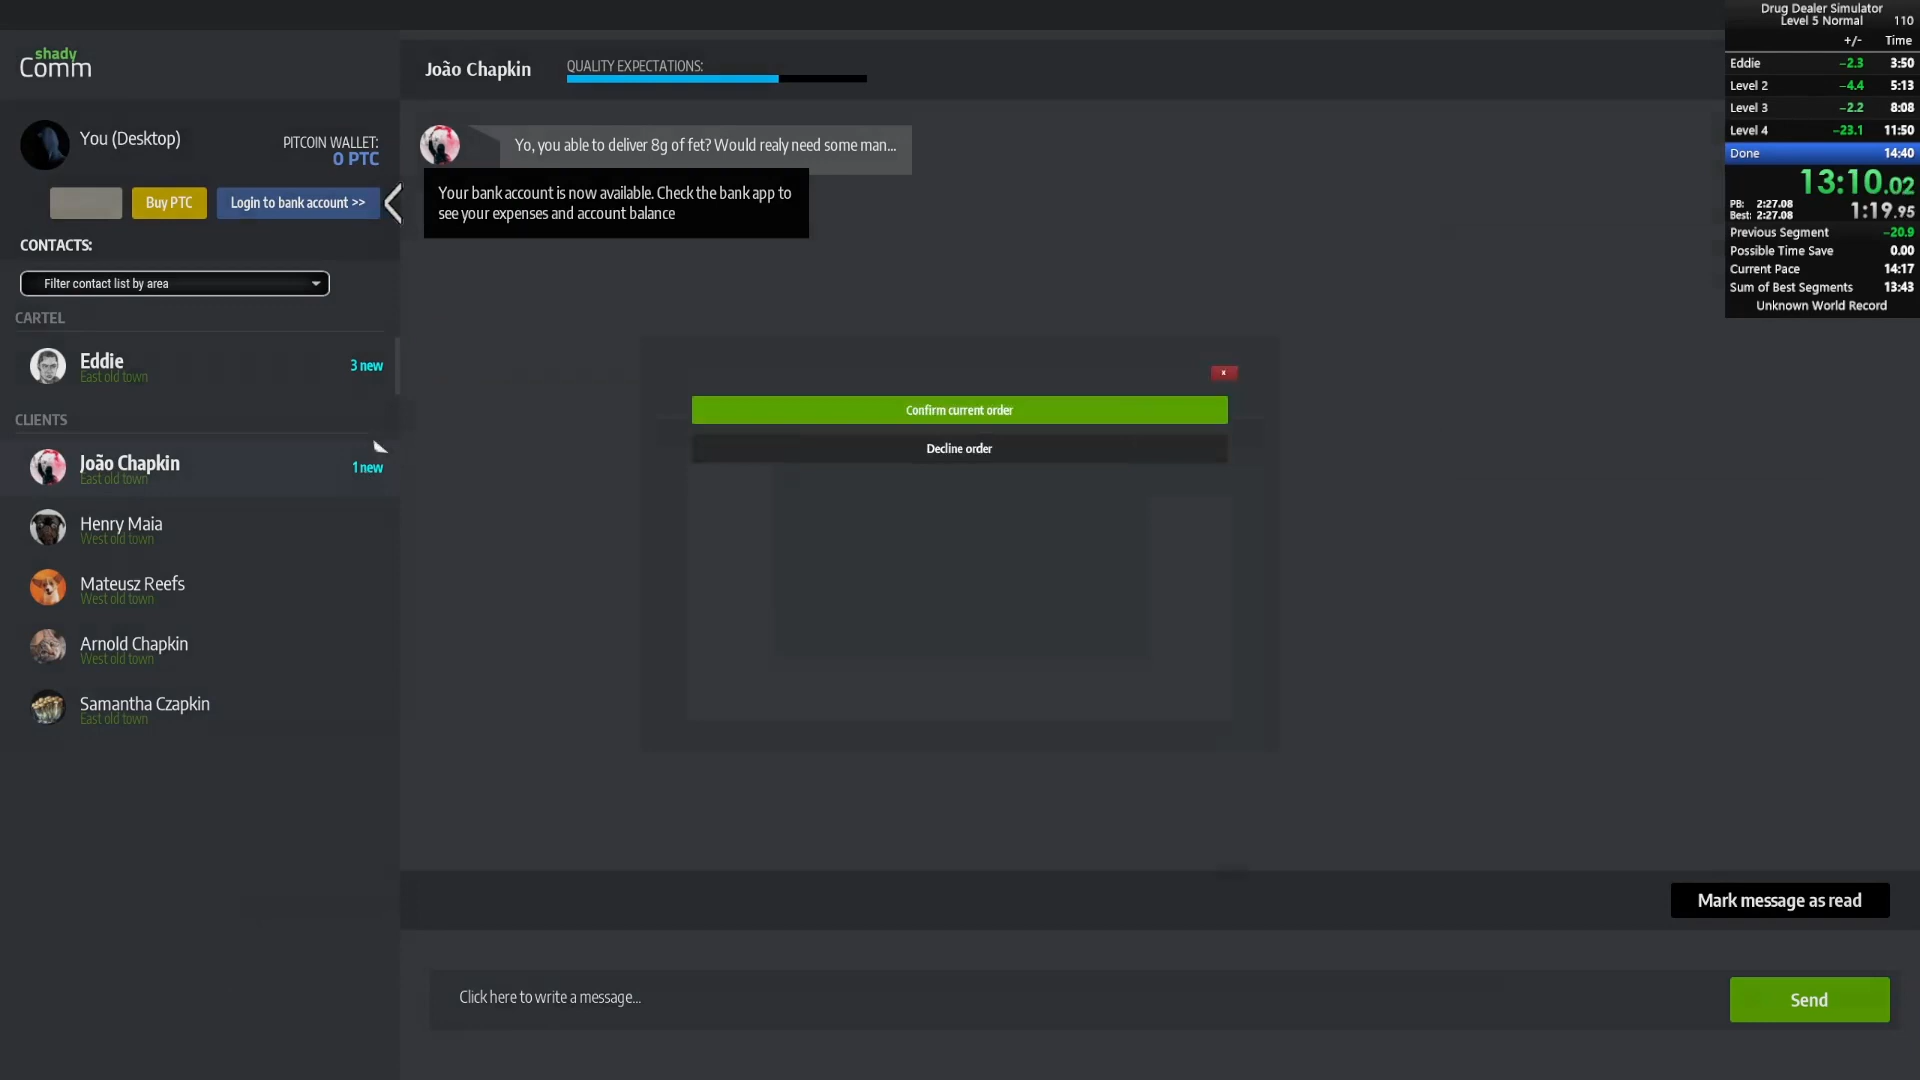 shady
Comm
You (Desktop)
PITCOIN WALLET:
0 PTC
Buy PTC
Login to bank account >>
CONTACTS:
Filter contact list by area
CARTEL
Eddie
East old town
3 new
CLIENTS
João Chapkin
East old town
1 new
Henry Maia
West old town
Mateusz Reefs
West old town
Arnold Chapkin
West old town
Samantha Czapkin
East old town
João Chapkin
QUALITY EXPECTATIONS:
Yo, you able to deliver 8g of fet? Would realy need some man...
Your bank account is now available. Check the bank app to
see your expenses and account balance
x
Confirm current order
Decline order
Mark message as read
Click here to write a message...
Send
Drug Dealer Simulator
Level 5 Normal 110
+/- Time
Eddie -2.3 3:50
Level 2 -4.4 5:13
Level 3 -2.2 8:08
Level 4 -23.1 11:50
Done 14:40
13:10.02
PB: 2:27.08
Best: 2:27.08
1:19.95
Previous Segment -20.9
Possible Time Save 0.00
Current Pace 14:17
Sum of Best Segments 13:43
Unknown World Record